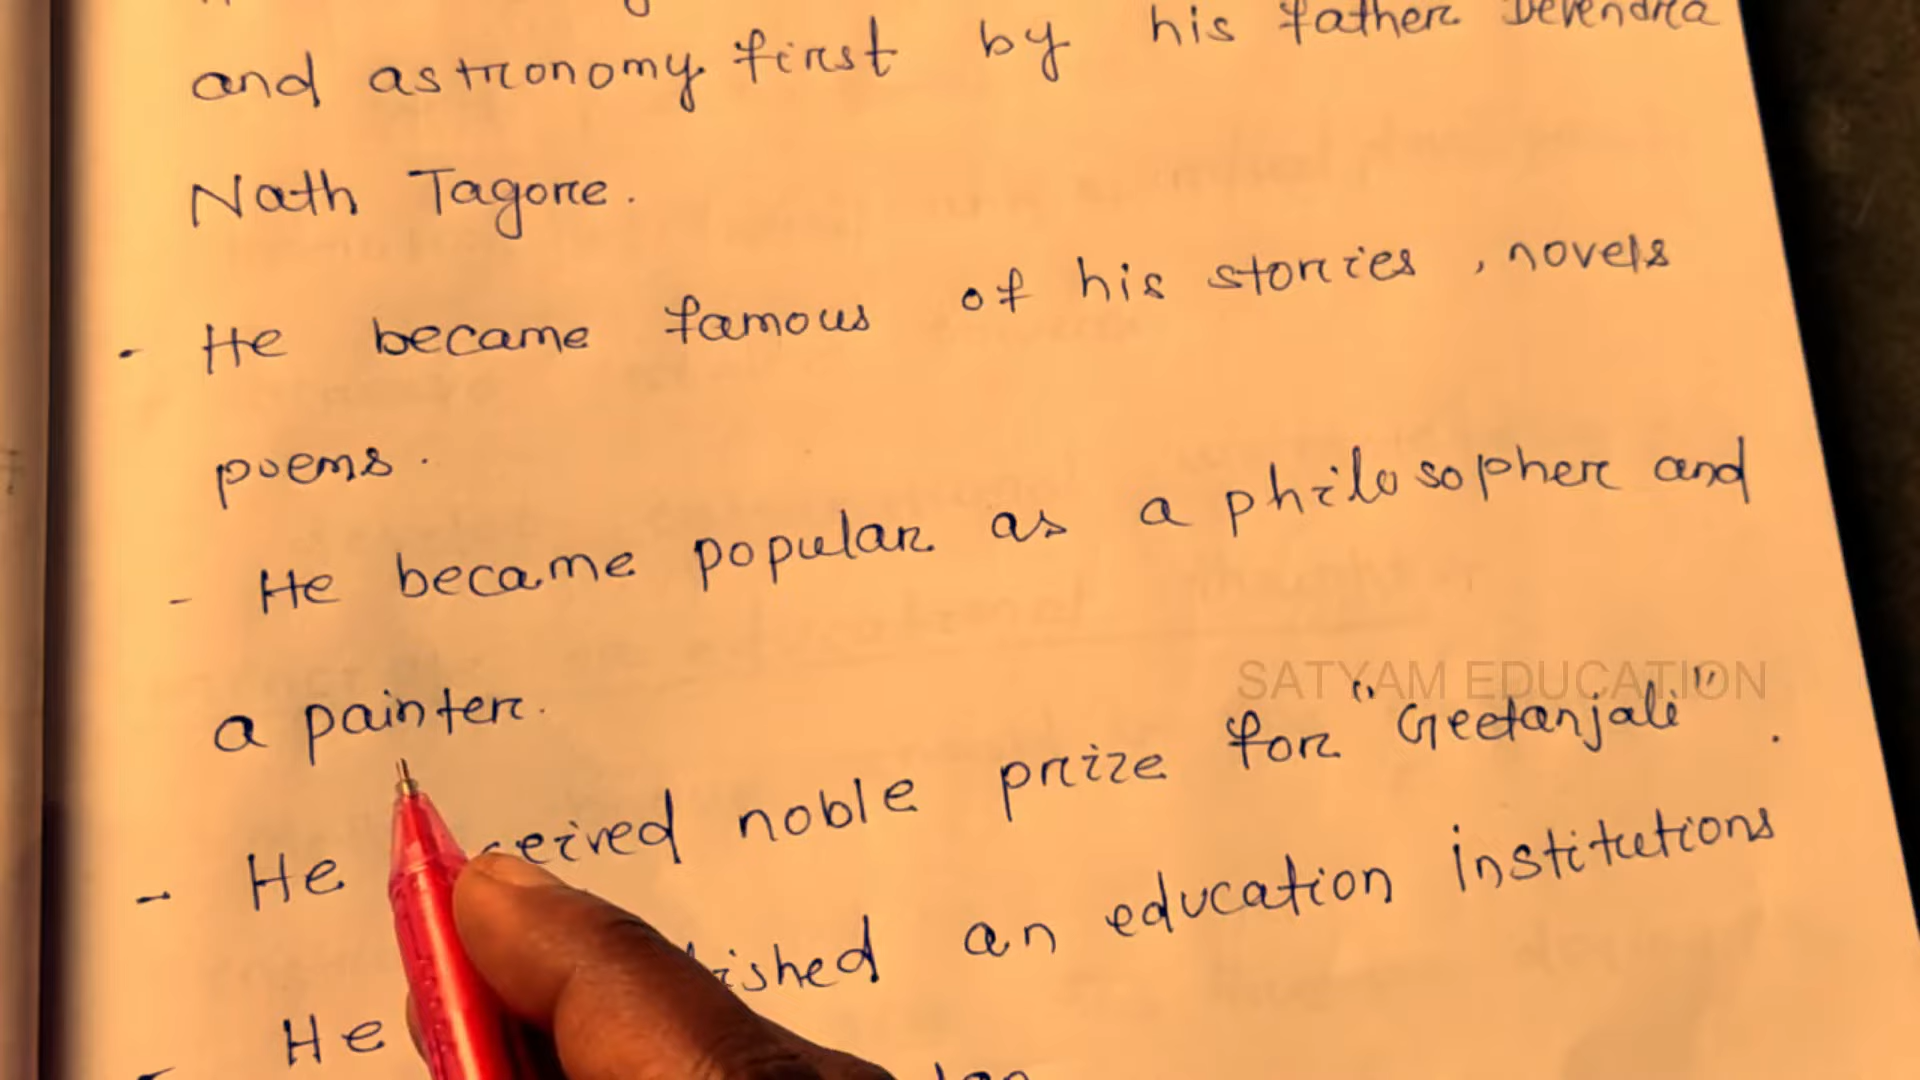 and astronomy first by his father Devendra
Nath Tagore.
- He became famous of his stories, novels
poems.
- He became popular as a philosopher and
a painter.
SATYAM EDUCATION
- He noble prize for "Geetanjali".
- He an education institutions